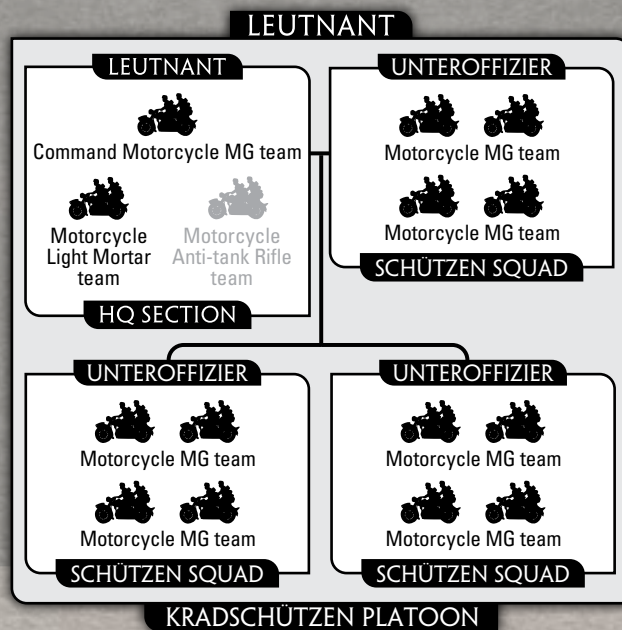 LEUTNANT
LEUTNANT
Command Motorcycle MG team
Motorcycle
Light Mortar
team
Motorcycle
Anti-tank Rifle
team
HQ SECTION
UNTEROFFIZIER
Motorcycle MG team
Motorcycle MG team
SCHÜTZEN SQUAD
UNTEROFFIZIER
Motorcycle MG team
Motorcycle MG team
SCHÜTZEN SQUAD
UNTEROFFIZIER
Motorcycle MG team
Motorcycle MG team
SCHÜTZEN SQUAD
KRADSCHÜTZEN PLATOON